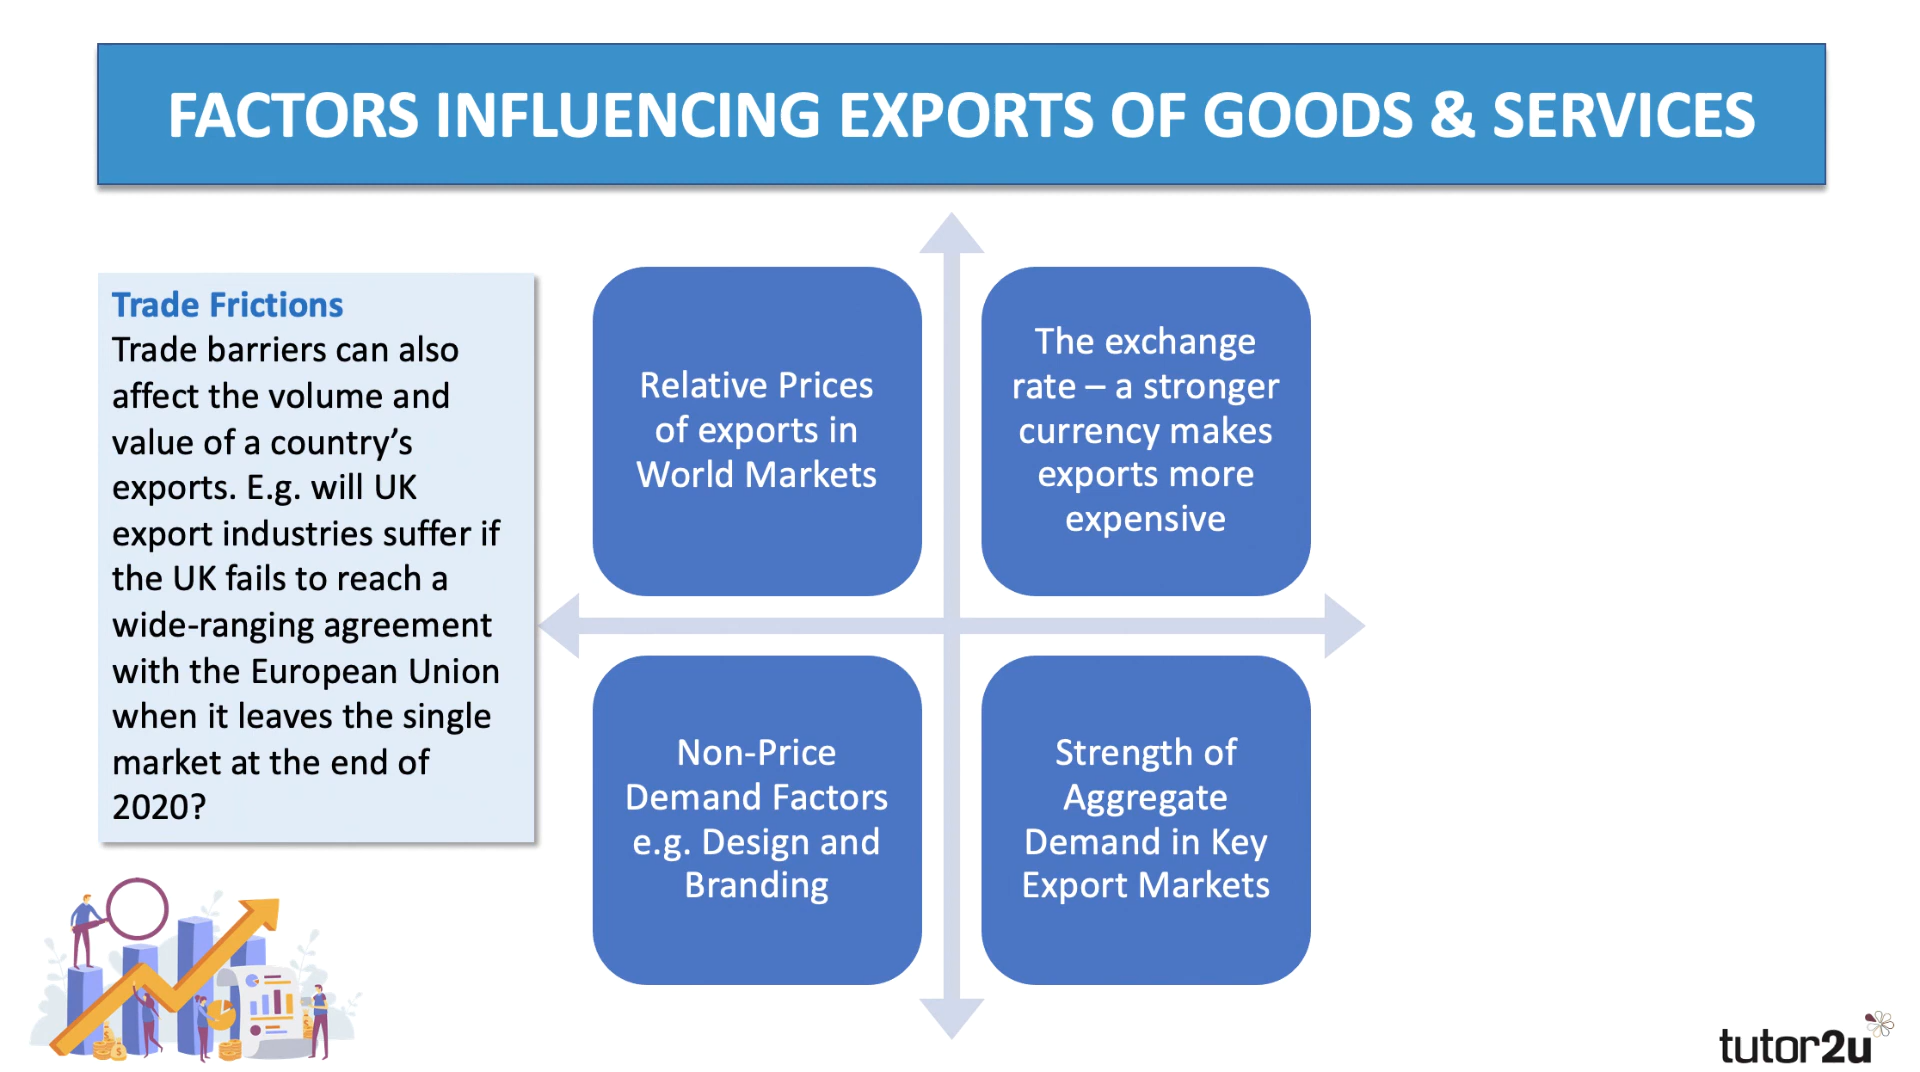 FACTORS INFLUENCING EXPORTS OF GOODS & SERVICES
Trade Frictions
Trade barriers can also
affect the volume and
value of a country’s
exports. E.g. will UK
export industries suffer if
the UK fails to reach a
wide-ranging agreement
with the European Union
when it leaves the single
market at the end of
2020?
Relative Prices
of exports in
World Markets
The exchange
rate – a stronger
currency makes
exports more
expensive
Non-Price
Demand Factors
e.g. Design and
Branding
Strength of
Aggregate
Demand in Key
Export Markets
tutor2u